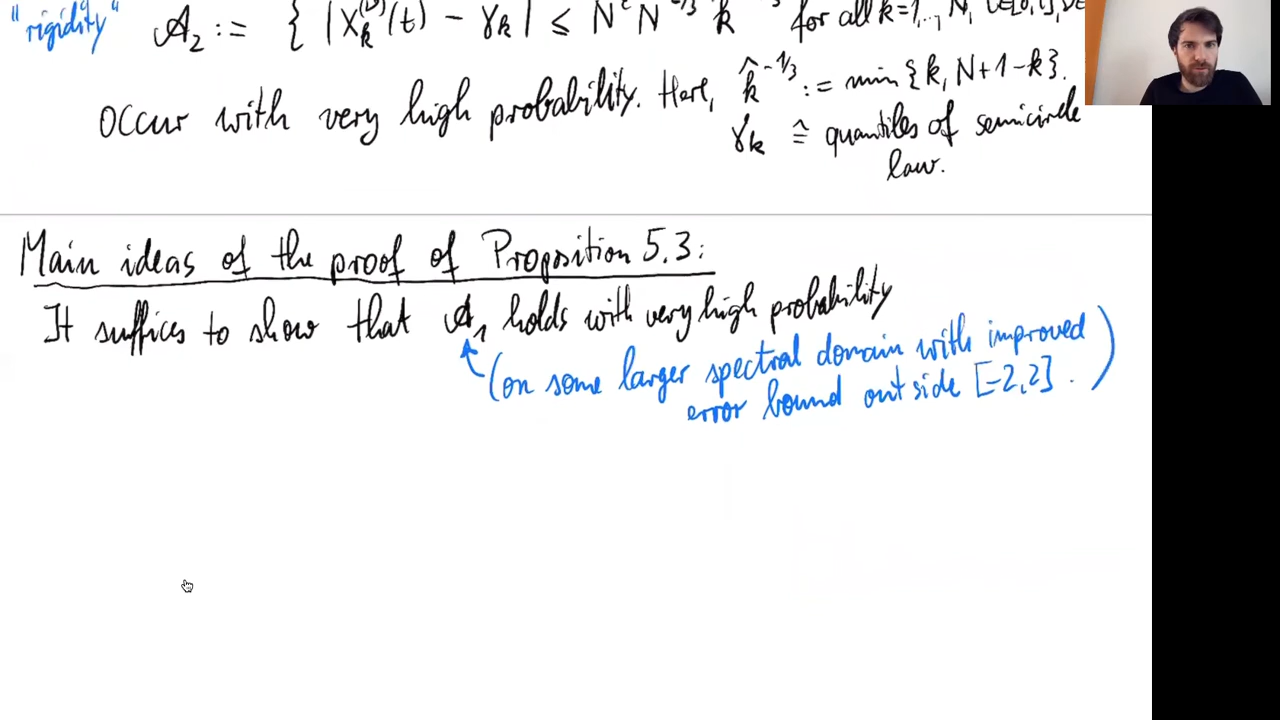 "rigidity" 𝒜₂ := { |X_k^{(ν)}(t) − γ_k| ≤ N^ε N^{-2/3} k̂ for all k=1,.., N,
occur with very high probability. Here, k̂^{-1/3} := min {k, N+1−k}.
γ_k ≙ quantiles of semicircle
law.
Main ideas of the proof of Proposition 5.3:
It suffices to show that 𝒜₁ holds with very high probability
(on some larger spectral domain with improved
error bound outside [−2,2]. )